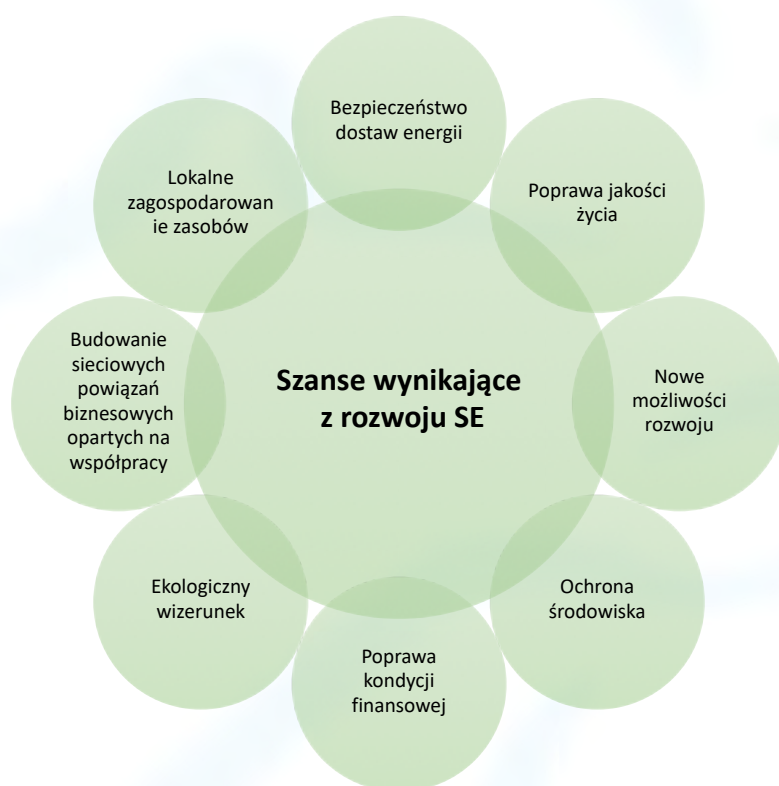 Bezpieczeństwo
dostaw energii
Poprawa jakości
życia
Nowe
możliwości
rozwoju
Ochrona
środowiska
Poprawa
kondycji
finansowej
Ekologiczny
wizerunek
Budowanie
sieciowych
powiązań
biznesowych
opartych na
współpracy
Lokalne
zagospodarowan
ie zasobów
Szanse wynikające
z rozwoju SE